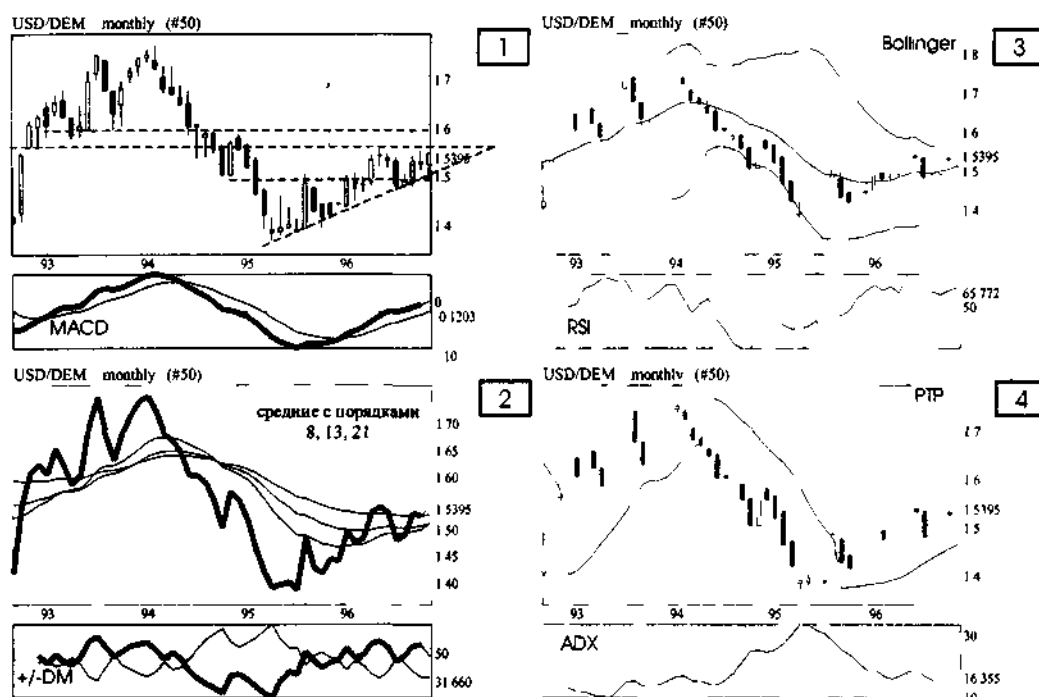 USD/DEM monthly (#50)
1
1 7
1 6
1 5395
1 5
1 4
93 94 95 96
MACD
0
0 1203
10
USD/DEM monthly (#50)
3
Bollinger
1 8
1 7
1 6
1 5395
1 5
1 4
93 94 95 96
RSI
65 772
50
USD/DEM monthly (#50)
2
средние с порядками
8, 13, 21
1 70
1 65
1 60
1 5395
1 50
1 45
1 40
93 94 95 96
+/-DM
50
31 660
USD/DEM monthly (#50)
4
PTP
1 7
1 6
1 5395
1 5
1 4
93 94 95 96
ADX
30
16 355
10